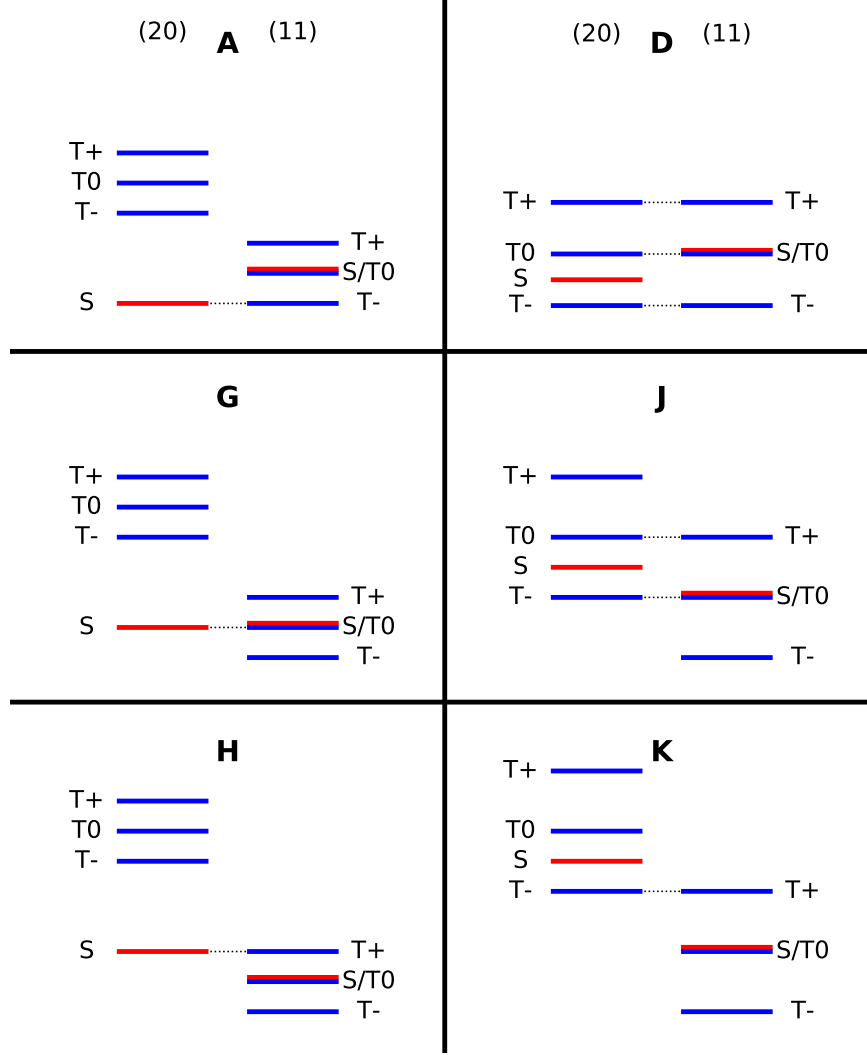 (20) A (11)
T+
T0
T-
T+
S/T0
S T-
(20) D (11)
T+ T+
T0 S/T0
S
T- T-
G
T+
T0
T-
T+
S S/T0
T-
J
T+
T0 T+
S
T- S/T0
T-
H
T+
T0
T-
S T+
S/T0
T-
K
T+
T0
S
T- T+
S/T0
T-